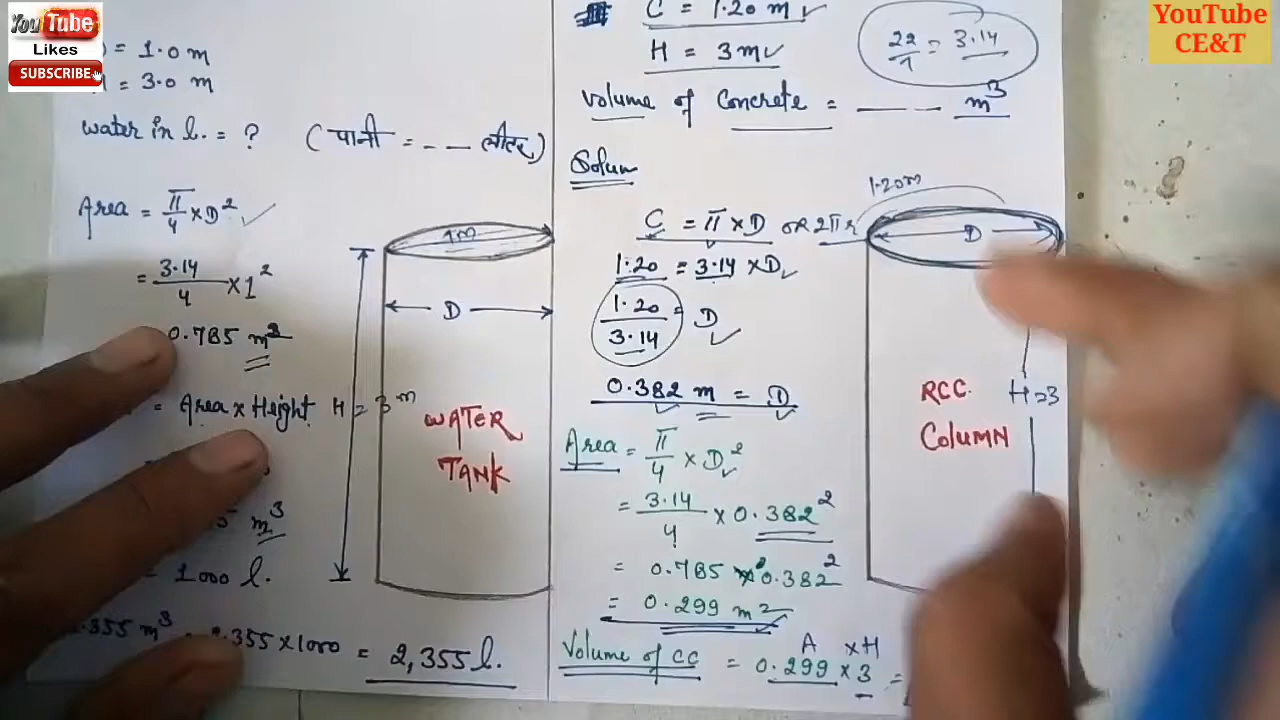 YouTube
Likes
SUBSCRIBE
YouTube
CE&T
= 1.0 m
= 3.0 m
water in l. = ?
( पानी = - — लीटर )
Area = π/4 × D²
= 3.14/4 × 1²
0.785 m²
= Area × Height
H = 3 m
m³
= 1000 l.
.355 m³ = 2.355 × 1000 = 2,355 l.
1m
D
WATER
TANK
C = 1.20 m
H = 3 m
22/7 = 3.14
Volume of Concrete = — — m³
Solun
C = π × D OR 2πr
1.20 = 3.14 × D
1.20/3.14 = D
0.382 m = D
Area = π/4 × D²
= 3.14/4 × 0.382²
= 0.785 × 0.382²
= 0.299 m²
A × H
Volume of CC = 0.299 × 3 =
1.20m
D
RCC
COLUMN
H=3